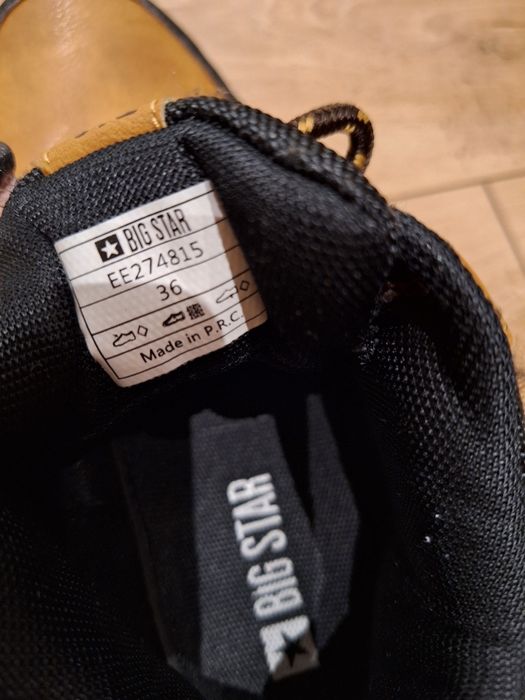 BIG STAR
EE274815
36
Made in P.R.C.
BIG STAR